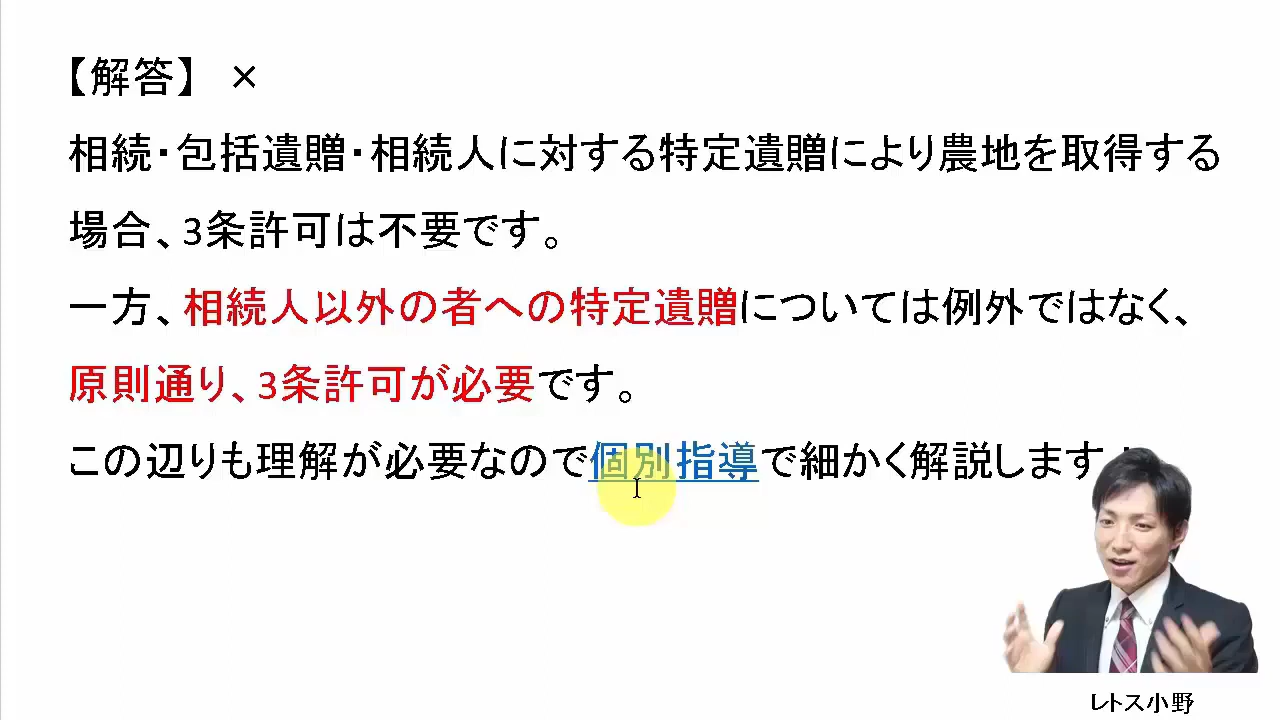 【解答】 ×
相続・包括遺贈・相続人に対する特定遺贈により農地を取得する
場合、3条許可は不要です。
一方、相続人以外の者への特定遺贈については例外ではなく、
原則通り、3条許可が必要です。
この辺りも理解が必要なので個別指導で細かく解説します！
レトス小野